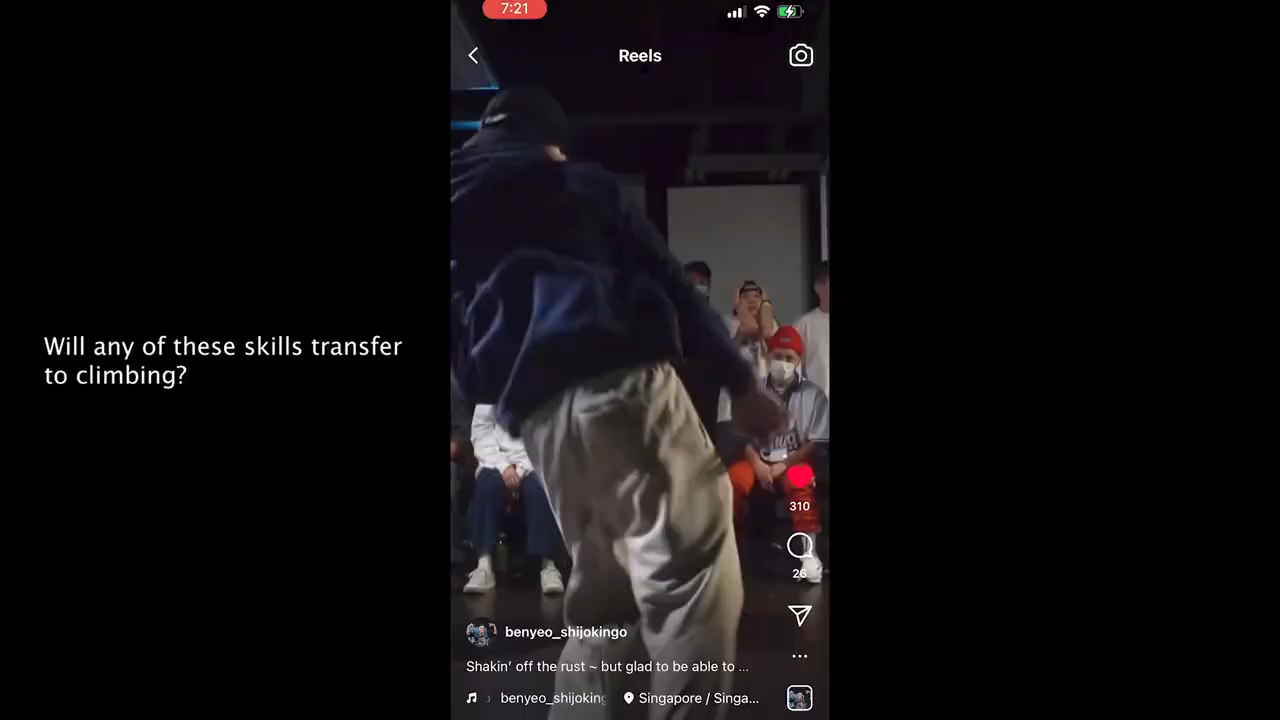 7:21
Reels
Will any of these skills transfer
to climbing?
310
26
benyeo_shijokingo
Shakin' off the rust ~ but glad to be able to ...
benyeo_shijoking
Singapore / Singa...